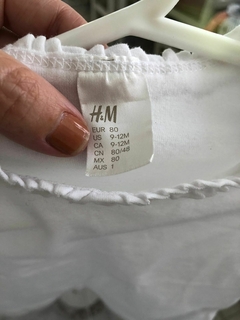 H&M
EUR 80
US 9-12M
CA 9-12M
CN 80/48
MX 80
AUS 1